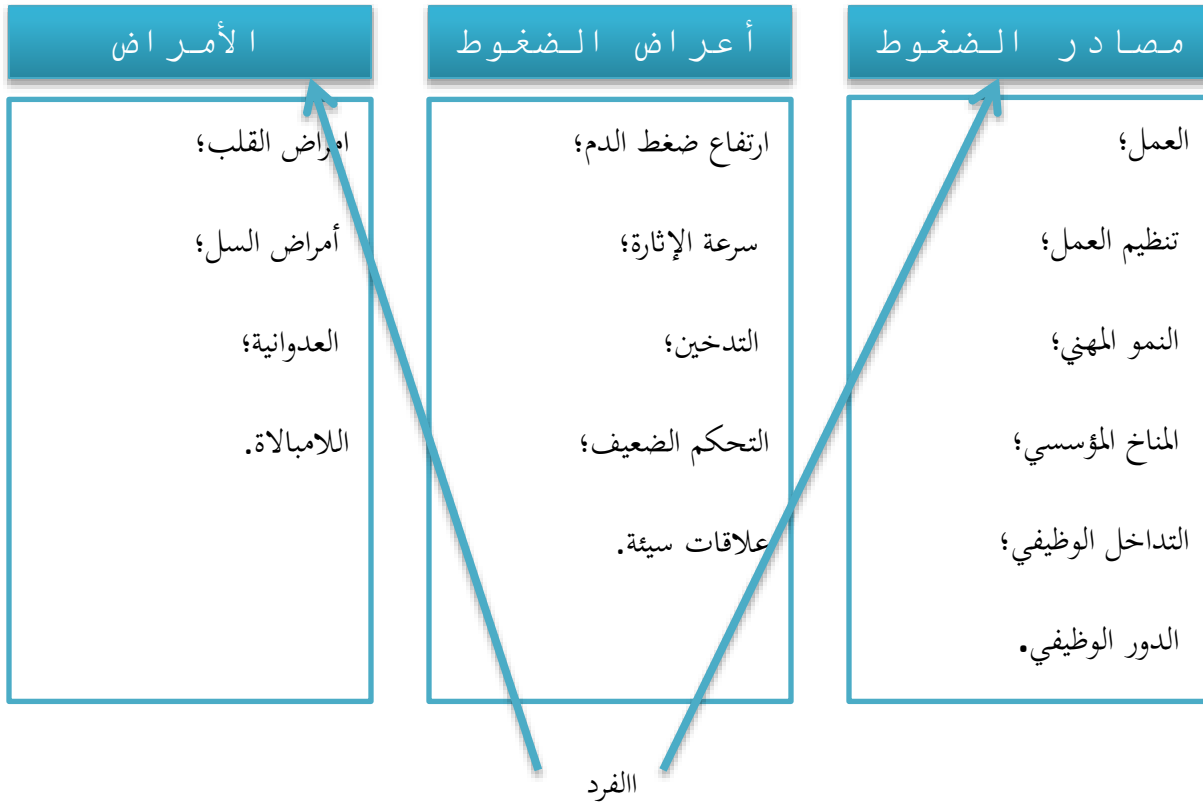 مصادر الضغوط
العمل؛
تنظيم العمل؛
النمو المهني؛
المناخ المؤسسي؛
التداخل الوظيفي؛
الدور الوظيفي.
أعراض الضغوط
ارتفاع ضغط الدم؛
سرعة الإثارة؛
التدخين؛
التحكم الضعيف؛
علاقات سيئة.
الأمراض
امراض القلب؛
أمراض السل؛
العدوانية؛
اللامبالاة.
االفرد